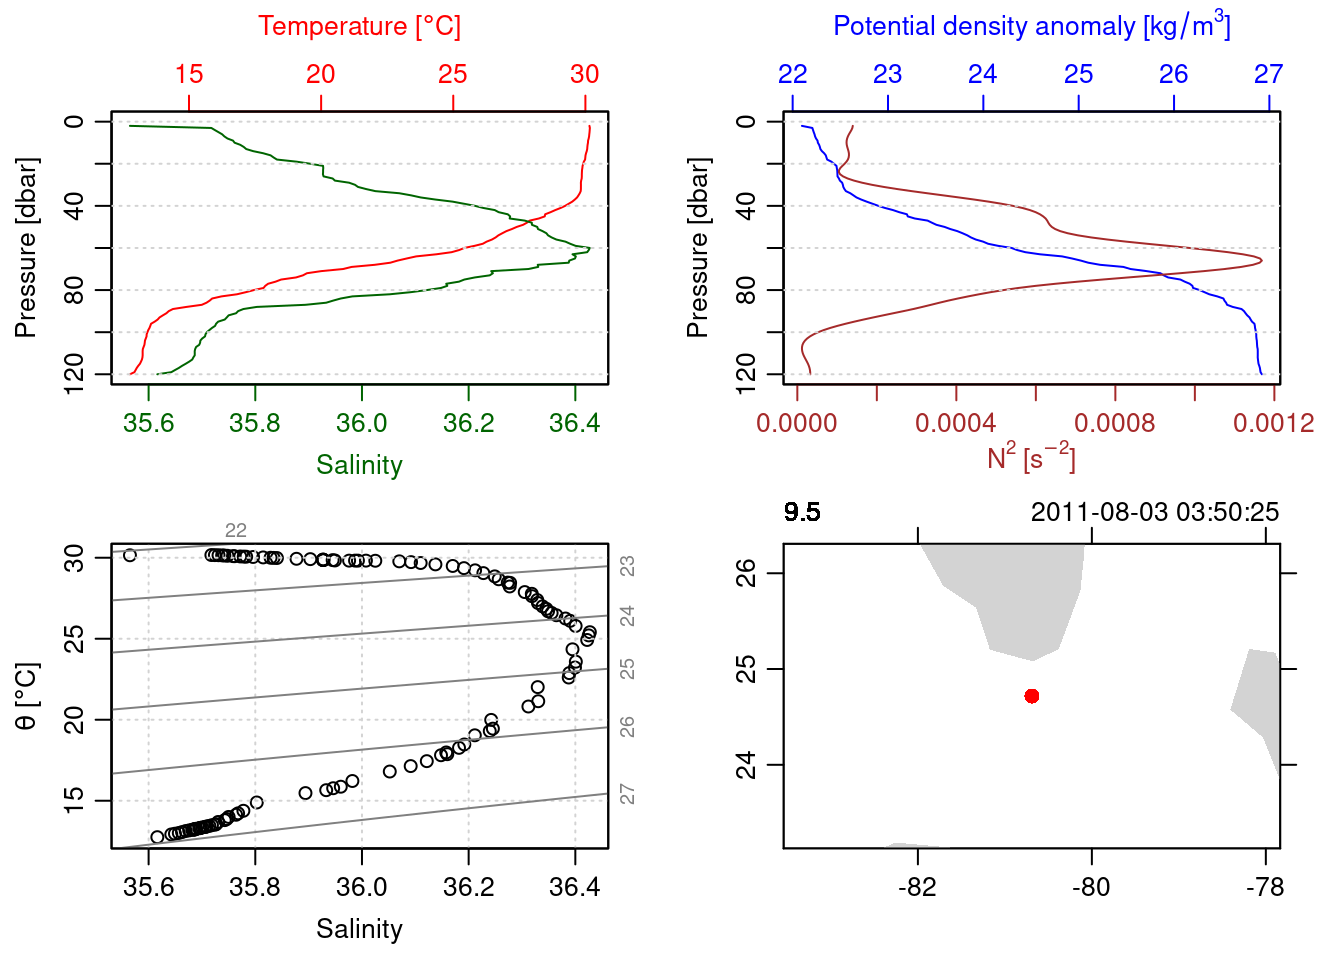 Temperature [°C]
15 20 25 30
Pressure [dbar]
0 40 80 120
35.6 35.8 36.0 36.2 36.4
Salinity
Potential density anomaly [kg/m³]
22 23 24 25 26 27
Pressure [dbar]
0 40 80 120
0.0000 0.0004 0.0008 0.0012
N² [s⁻²]
22
θ [°C]
30 25 20 15
23
24
25
26
27
35.6 35.8 36.0 36.2 36.4
Salinity
9.5 2011-08-03 03:50:25
26
25
24
-82 -80 -78